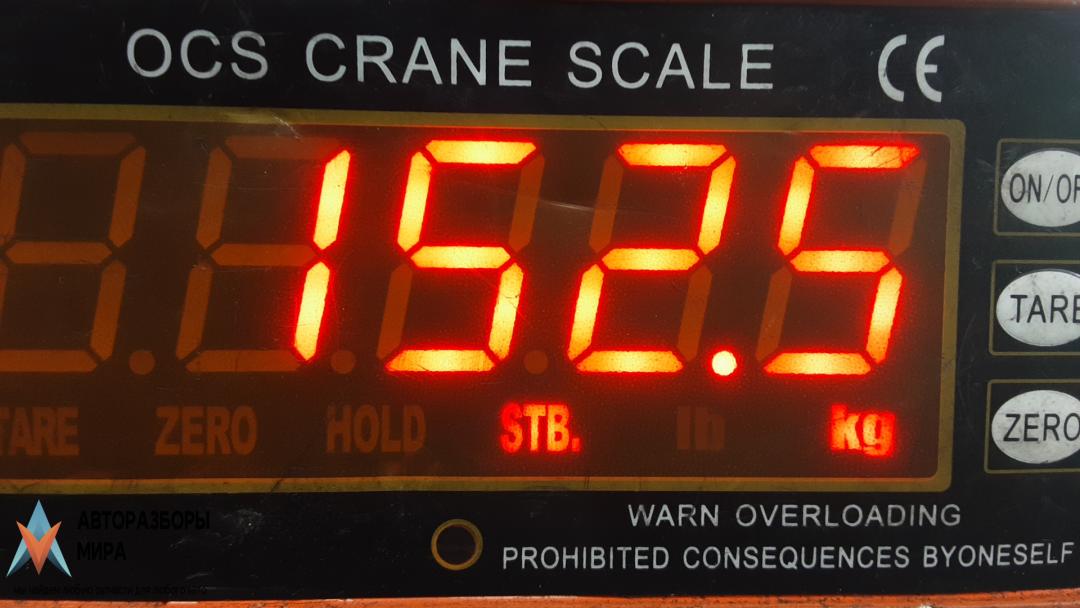 OCS CRANE SCALE CE
152.5
ON/OF
TARE
ZERO
TARE ZERO HOLD STB. lb kg
WARN OVERLOADING
PROHIBITED CONSEQUENCES BYONESELF
АВТОРАЗБОРЫ
МИРА